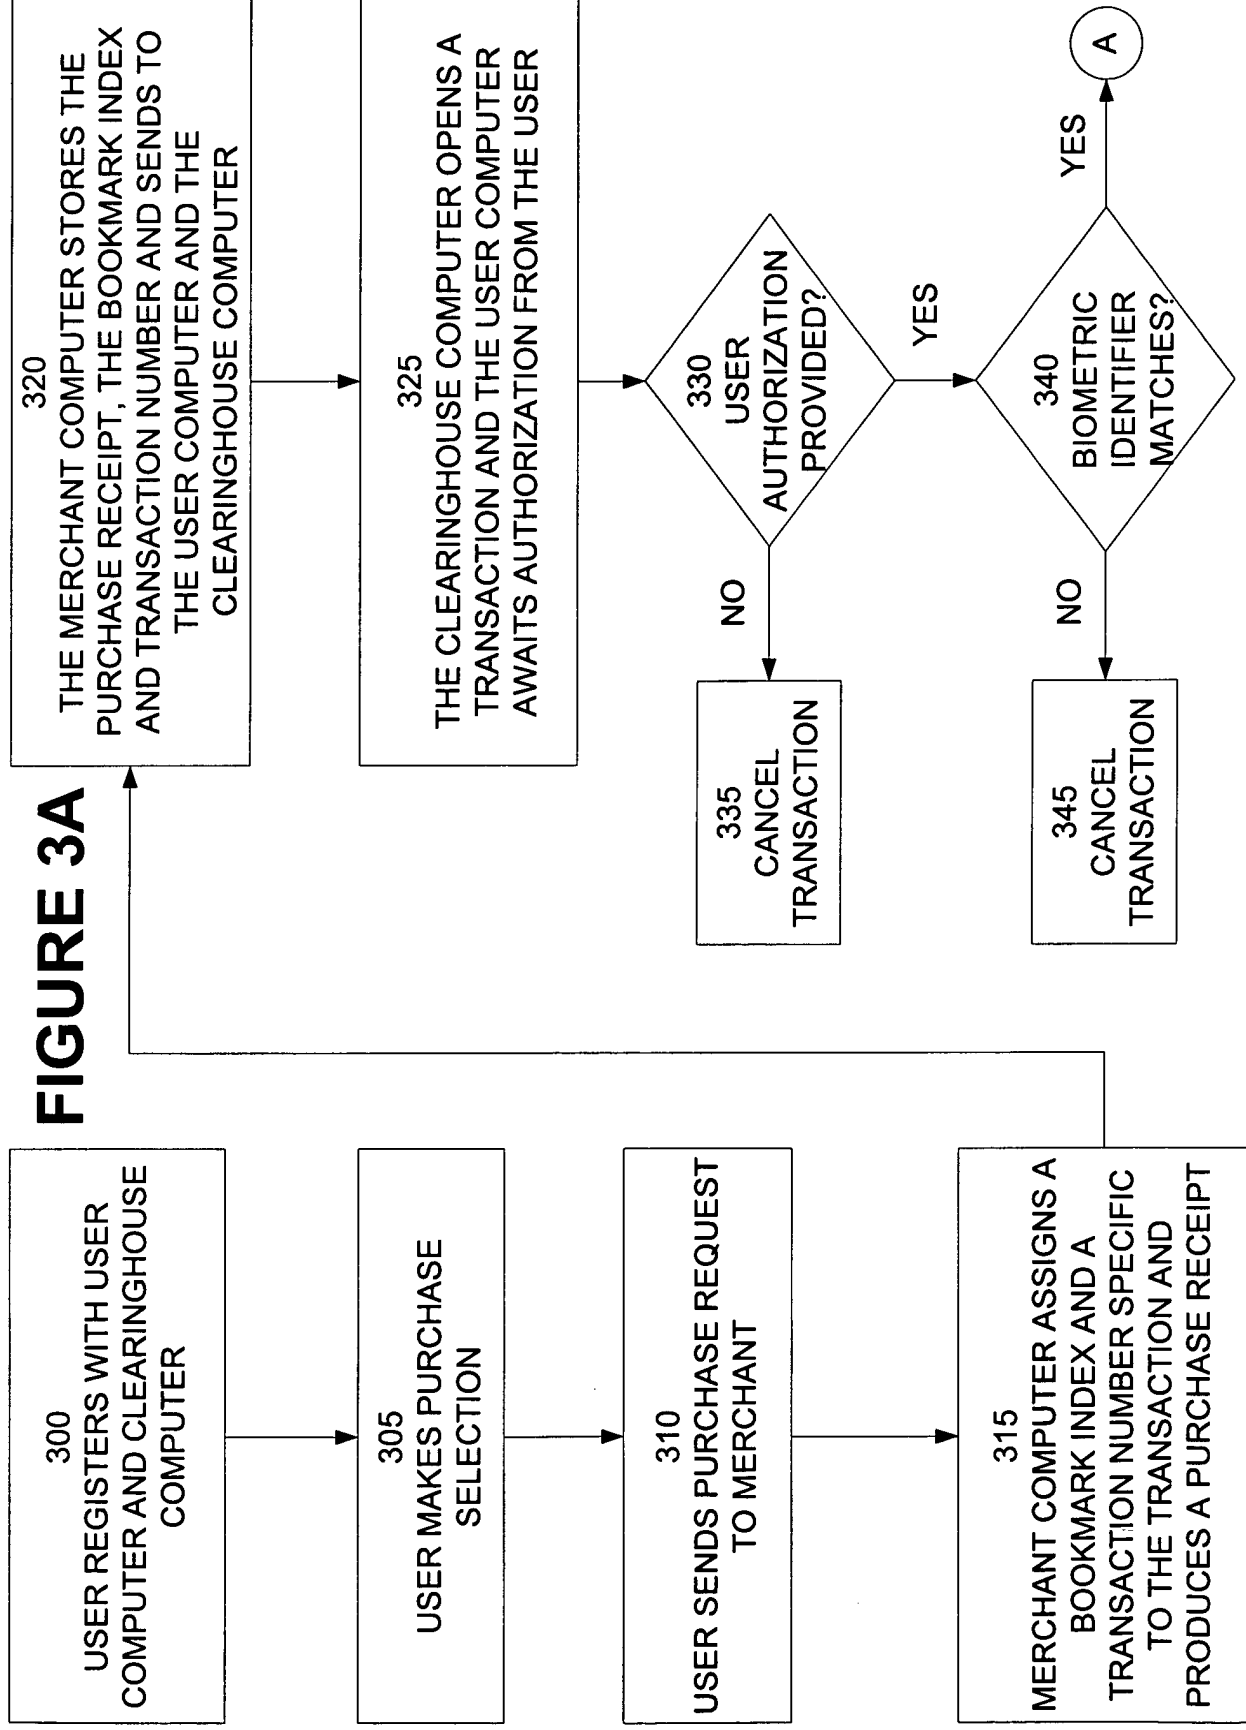 FIGURE 3A
300
USER REGISTERS WITH USER
COMPUTER AND CLEARINGHOUSE
COMPUTER
305
USER MAKES PURCHASE
SELECTION
310
USER SENDS PURCHASE REQUEST
TO MERCHANT
315
MERCHANT COMPUTER ASSIGNS A
BOOKMARK INDEX AND A
TRANSACTION NUMBER SPECIFIC
TO THE TRANSACTION AND
PRODUCES A PURCHASE RECEIPT
320
THE MERCHANT COMPUTER STORES THE
PURCHASE RECEIPT, THE BOOKMARK INDEX
AND TRANSACTION NUMBER AND SENDS TO
THE USER COMPUTER AND THE
CLEARINGHOUSE COMPUTER
325
THE CLEARINGHOUSE COMPUTER OPENS A
TRANSACTION AND THE USER COMPUTER
AWAITS AUTHORIZATION FROM THE USER
330
USER
AUTHORIZATION
PROVIDED?
NO
335
CANCEL
TRANSACTION
YES
340
BIOMETRIC
IDENTIFIER
MATCHES?
NO
345
CANCEL
TRANSACTION
YES
A